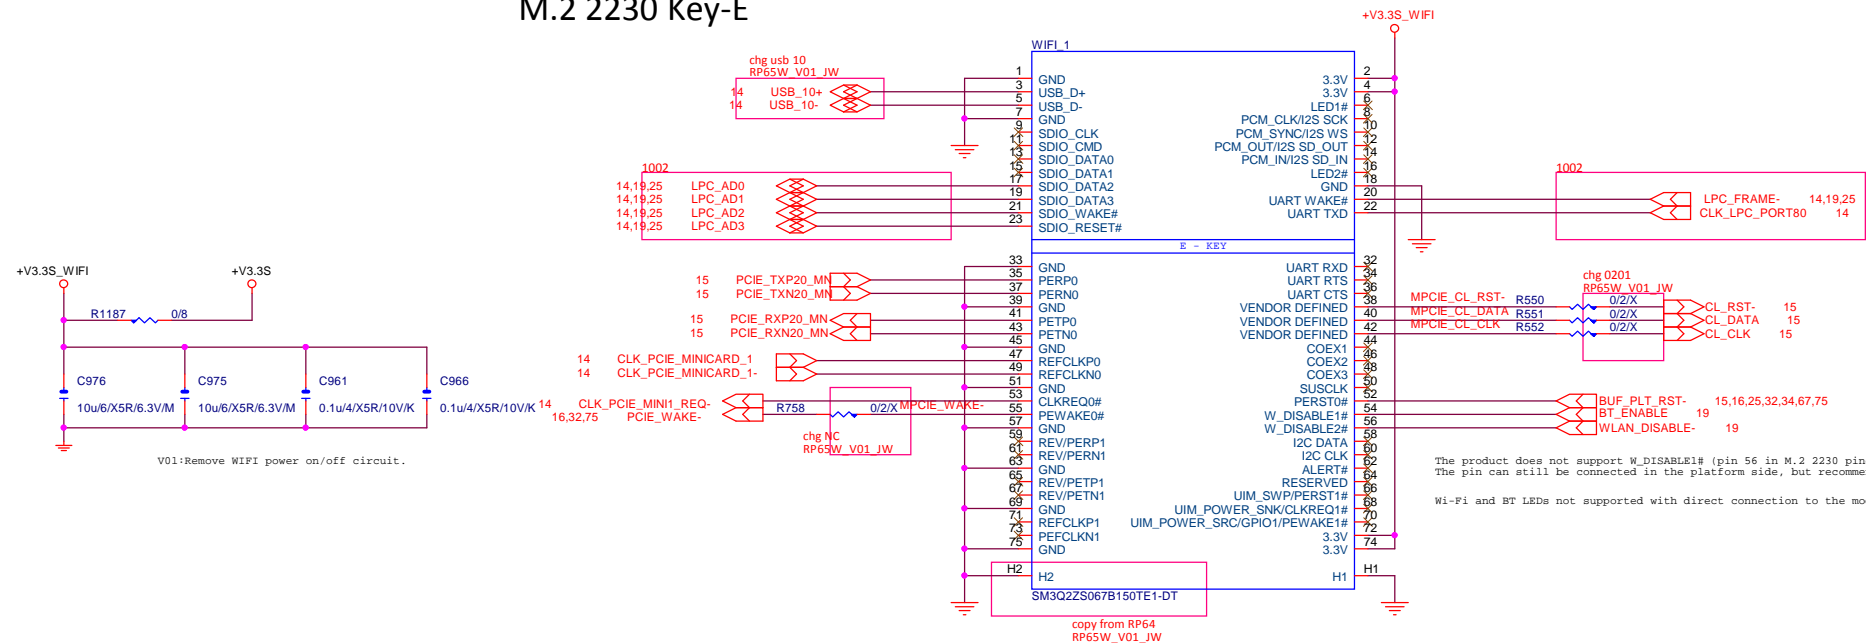 M.2 2230 Key-E
+V3.3S_WIFI
WIFI_1
chg usb 10
RP65W_V01_JW
14 USB_10+
14 USB_10-
1 GND
3 USB_D+
5 USB_D-
7 GND
9 SDIO_CLK
11 SDIO_CMD
13 SDIO_DATA0
15 SDIO_DATA1
17 SDIO_DATA2
19 SDIO_DATA3
21 SDIO_WAKE#
23 SDIO_RESET#
3.3V 2
3.3V 4
LED1# 6
PCM_CLK/I2S SCK 8
PCM_SYNC/I2S WS 10
PCM_OUT/I2S SD_OUT 12
PCM_IN/I2S SD_IN 14
LED2# 16
GND 18
UART WAKE# 20
UART TXD 22
1002
14,19,25 LPC_AD0
14,19,25 LPC_AD1
14,19,25 LPC_AD2
14,19,25 LPC_AD3
1002
LPC_FRAME- 14,19,25
CLK_LPC_PORT80 14
E - KEY
33 GND
35 PERP0
37 PERN0
39 GND
41 PETP0
43 PETN0
45 GND
47 REFCLKP0
49 REFCLKN0
51 GND
53 CLKREQ0#
55 PEWAKE0#
57 GND
59 REV/PERP1
61 REV/PERN1
63 GND
65 REV/PETP1
67 REV/PETN1
69 GND
71 REFCLKP1
73 PEFCLKN1
75 GND
H2 H2
UART RXD 32
UART RTS 34
UART CTS 36
VENDOR DEFINED 38
VENDOR DEFINED 40
VENDOR DEFINED 42
COEX1 44
COEX2 46
COEX3 48
SUSCLK 50
PERST0# 52
W_DISABLE1# 54
W_DISABLE2# 56
I2C DATA 58
I2C CLK 60
ALERT# 62
RESERVED 64
UIM_SWP/PERST1# 66
UIM_POWER_SNK/CLKREQ1# 68
UIM_POWER_SRC/GPIO1/PEWAKE1# 70
3.3V 72
3.3V 74
H1 H1
SM3Q2ZS067B150TE1-DT
copy from RP64
RP65W_V01_JW
15 PCIE_TXP20_MN
15 PCIE_TXN20_MN
15 PCIE_RXP20_MN
15 PCIE_RXN20_MN
14 CLK_PCIE_MINICARD_1
14 CLK_PCIE_MINICARD_1-
14 CLK_PCIE_MINI1_REQ-
16,32,75 PCIE_WAKE-
R758 0/2/X MPCIE_WAKE-
chg NC
RP65W_V01_JW
chg 0201
RP65W_V01_JW
MPCIE_CL_RST- R550 0/2/X CL_RST- 15
MPCIE_CL_DATA R551 0/2/X CL_DATA 15
MPCIE_CL_CLK R552 0/2/X CL_CLK 15
BUF_PLT_RST- 15,16,25,32,34,67,75
BT_ENABLE 19
WLAN_DISABLE- 19
The product does not support W_DISABLE1# (pin 56 in M.2 2230 pin
The pin can still be connected in the platform side, but recomme
Wi-Fi and BT LEDs not supported with direct connection to the mo
+V3.3S_WIFI
+V3.3S
R1187 0/8
C976
10u/6/X5R/6.3V/M
C975
10u/6/X5R/6.3V/M
C961
0.1u/4/X5R/10V/K
C966
0.1u/4/X5R/10V/K
V01:Remove WIFI power on/off circuit.